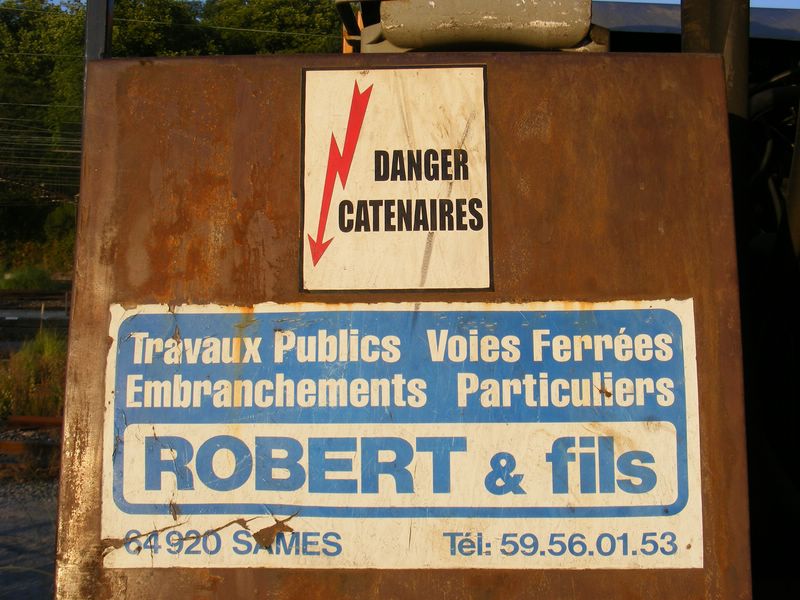 DANGER
CATENAIRES
Travaux Publics Voies Ferrées
Embranchements Particuliers
ROBERT & fils
64920 SAMES Tél: 59.56.01.53